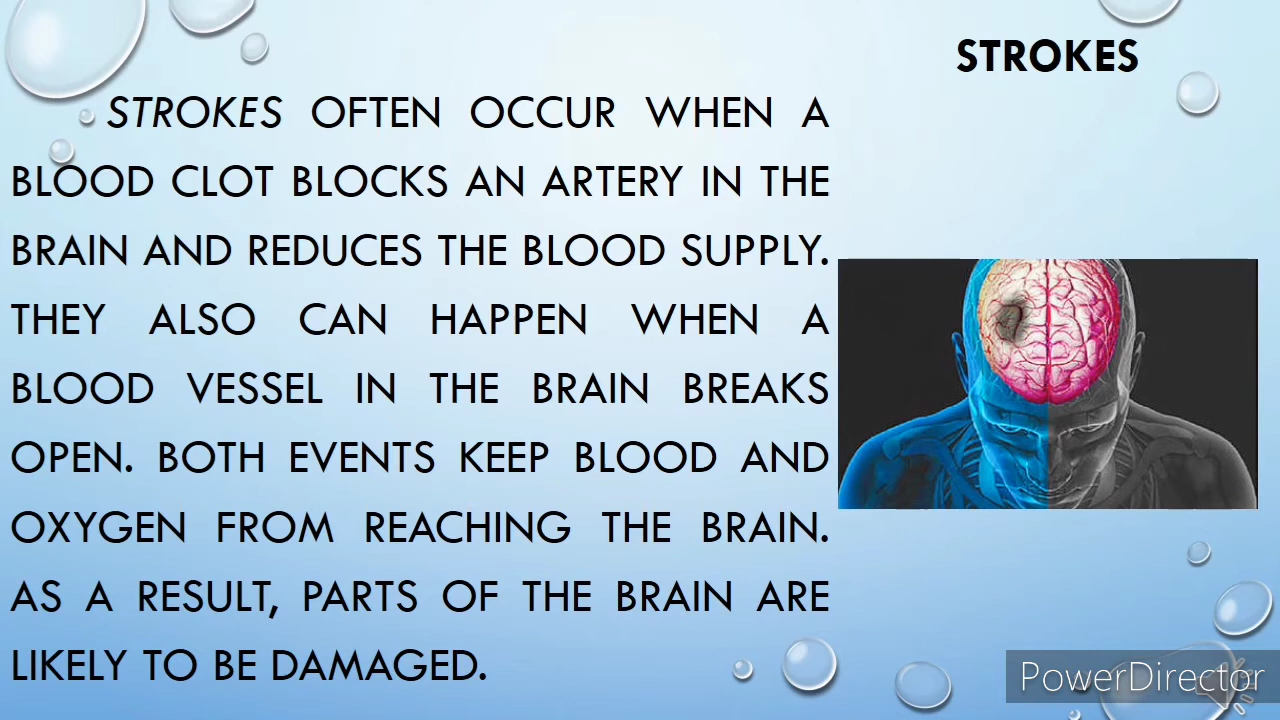 STROKES
STROKES OFTEN OCCUR WHEN A
BLOOD CLOT BLOCKS AN ARTERY IN THE
BRAIN AND REDUCES THE BLOOD SUPPLY.
THEY ALSO CAN HAPPEN WHEN A
BLOOD VESSEL IN THE BRAIN BREAKS
OPEN. BOTH EVENTS KEEP BLOOD AND
OXYGEN FROM REACHING THE BRAIN.
AS A RESULT, PARTS OF THE BRAIN ARE
LIKELY TO BE DAMAGED.
PowerDirector